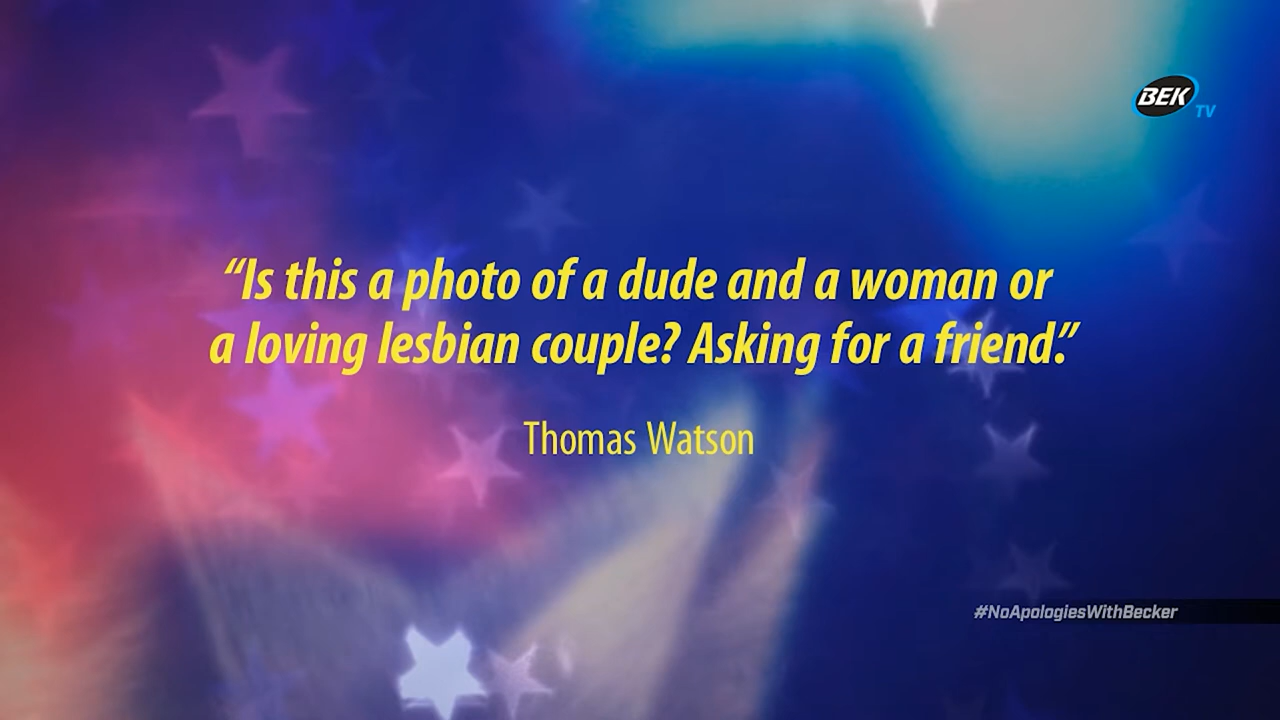 BEK TV
“Is this a photo of a dude and a woman or
a loving lesbian couple? Asking for a friend.”
Thomas Watson
#NoApologiesWithBecker